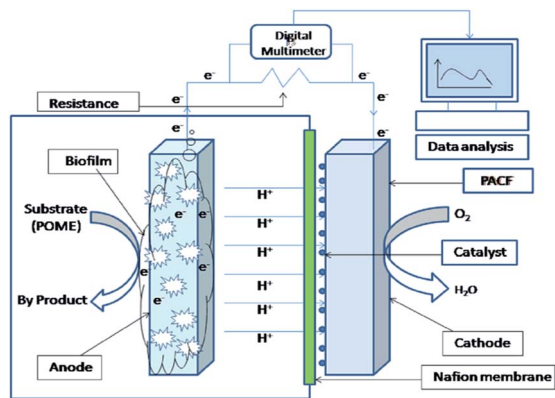 Digital
Multimeter
e⁻
e⁻
e⁻
e⁻
e⁻
e⁻
Resistance
Data analysis
Biofilm
PACF
Substrate
(POME)
e⁻
e⁻
e⁻
e⁻
e⁻
H⁺
H⁺
H⁺
H⁺
H⁺
H⁺
O₂
Catalyst
By Product
H₂O
Anode
Cathode
Nafion membrane